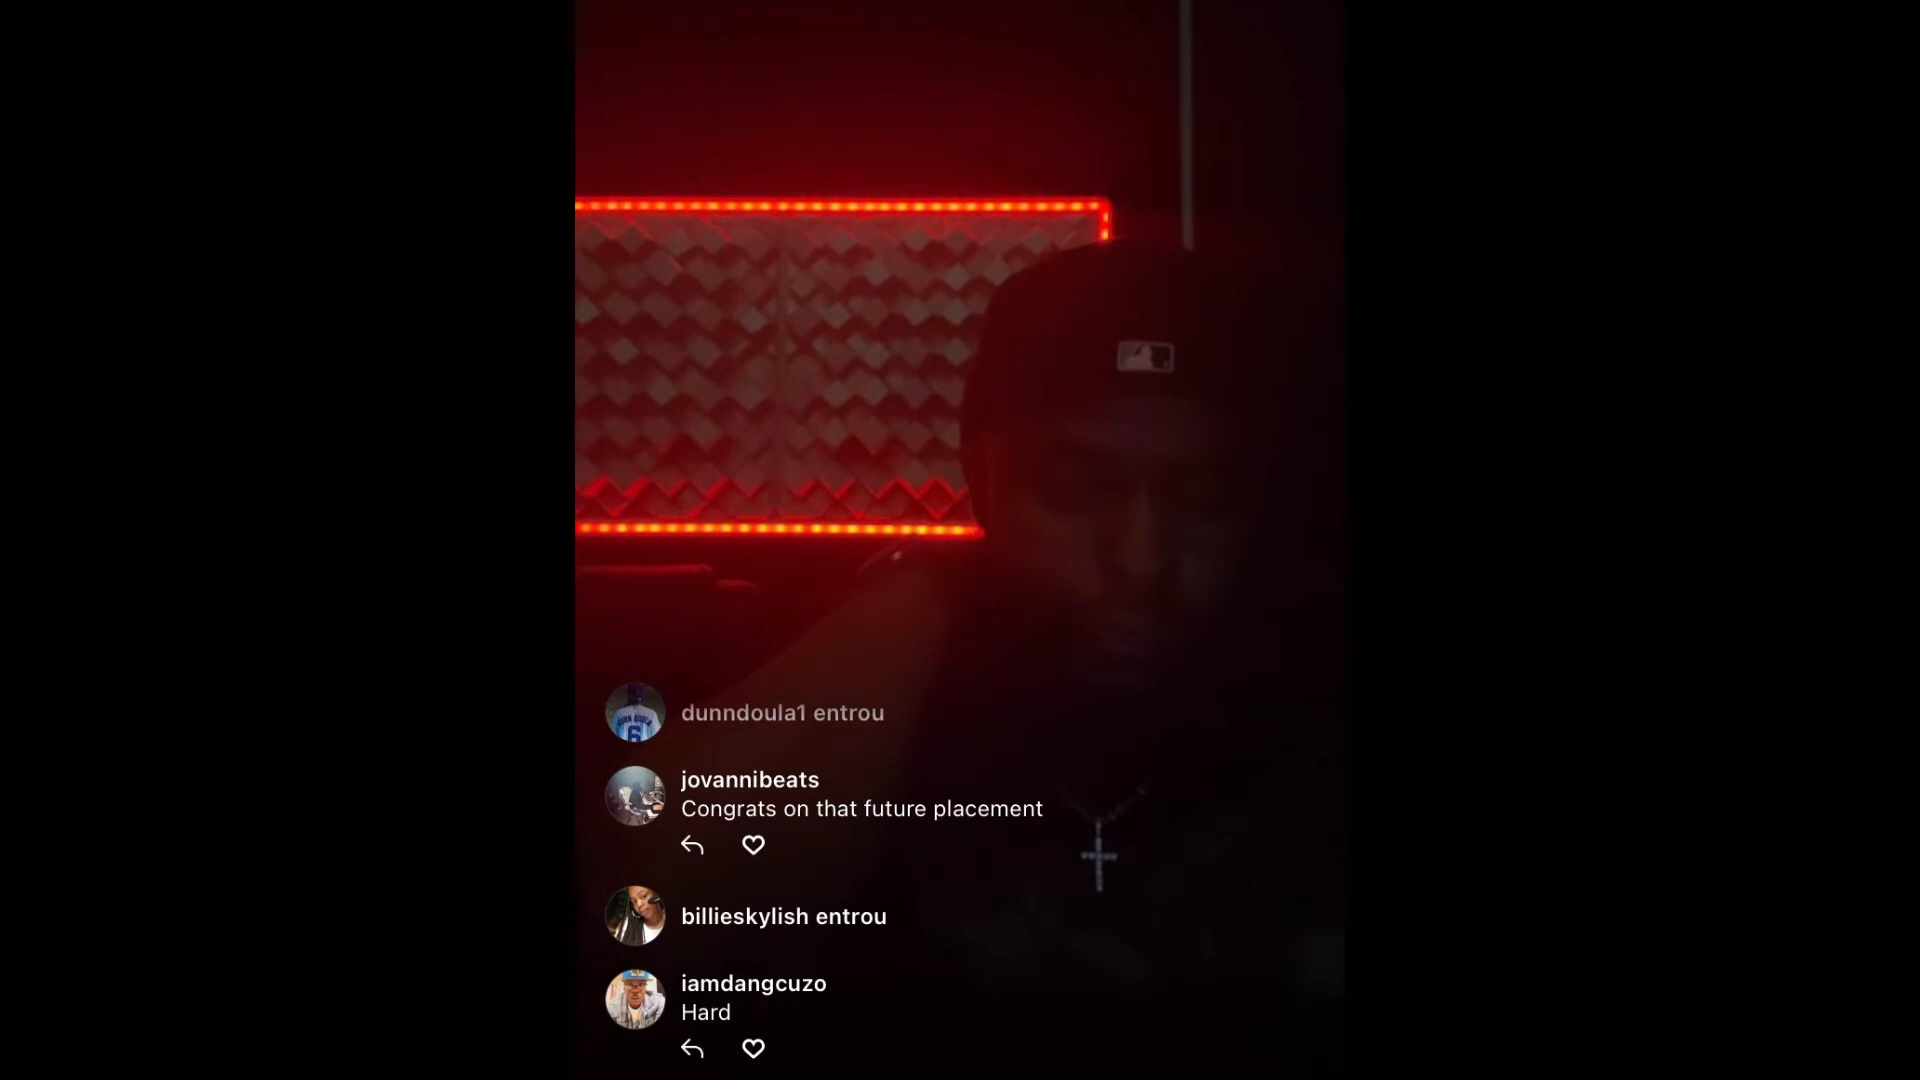 dunndoula1 entrou
jovannibeats
Congrats on that future placement
billieskylish entrou
iamdangcuzo
Hard